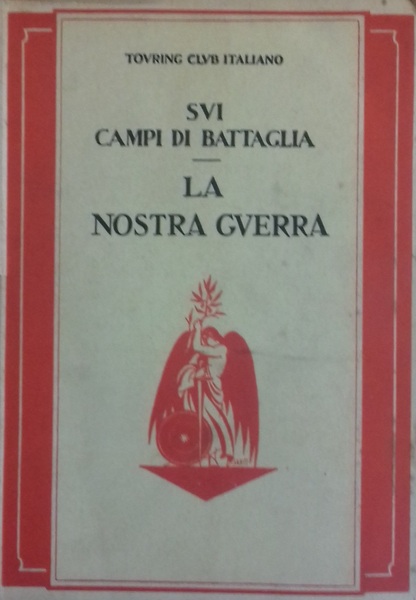 TOVRING CLVB ITALIANO
SVI
CAMPI DI BATTAGLIA
LA
NOSTRA GVERRA